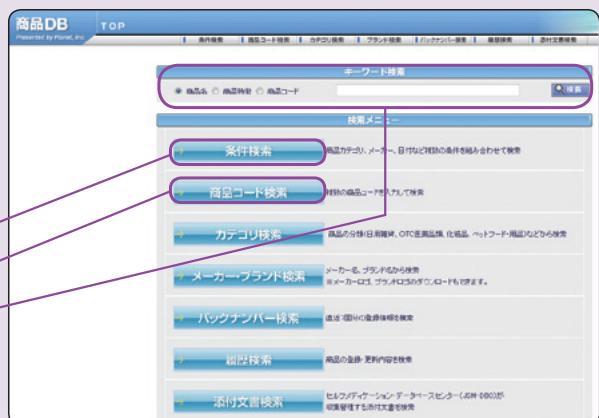 商品DB TOP
Presented by Planet, Inc.
条件検索 商品コード検索 カテゴリ検索 ブランド検索 バックナンバー検索 履歴検索 添付文書検索
キーワード検索
商品名 商品特徴 商品コード
検索
検索メニュー
条件検索 商品カテゴリ、メーカー、日付など複数の条件を組み合わせて検索
商品コード検索 複数の商品コードを入力して検索
カテゴリ検索 商品の分類(日用雑貨、OTC医薬品類、化粧品、ペットフード・用品)などから検索
メーカー・ブランド検索 メーカー名、ブランド名から検索
※メーカーロゴ、ブランドロゴのダウンロードもできます。
バックナンバー検索 直近 回分の登録情報を検索
履歴検索 商品の登録・更新内容を検索
添付文書検索 セルフメディケーション・データベースセンター(JSM-DBC)が
収集管理する添付文書を検索